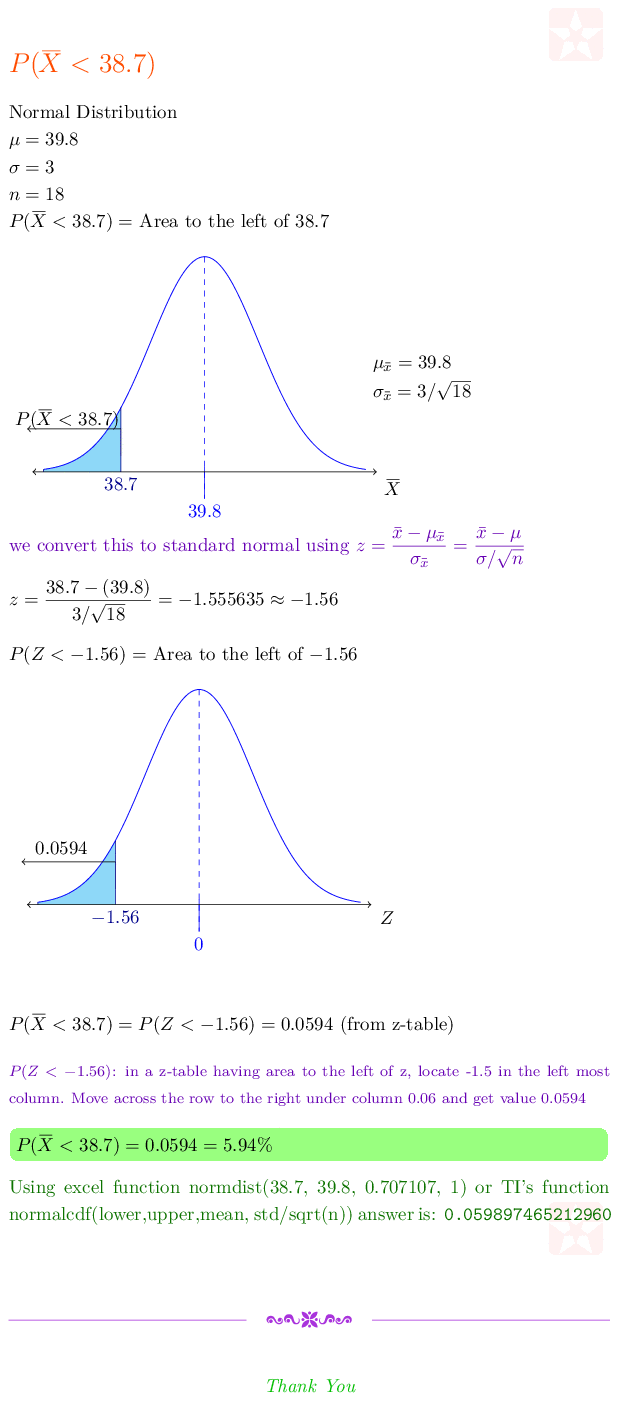 P(X̅ < 38.7)
Normal Distribution
μ = 39.8
σ = 3
n = 18
P(X̅ < 38.7) = Area to the left of 38.7
μ_x̄ = 39.8
σ_x̄ = 3/√18
P(X̅ < 38.7)
38.7
X̅
39.8
we convert this to standard normal using z = (x̄ − μ_x̄)/σ_x̄ = (x̄ − μ)/(σ/√n)
z = (38.7 − (39.8))/(3/√18) = −1.555635 ≈ −1.56
P(Z < −1.56) = Area to the left of −1.56
0.0594
−1.56
Z
0
P(X̅ < 38.7) = P(Z < −1.56) = 0.0594 (from z-table)
P(Z < −1.56): in a z-table having area to the left of z, locate -1.5 in the left most
column. Move across the row to the right under column 0.06 and get value 0.0594
P(X̅ < 38.7) = 0.0594 = 5.94%
Using excel function normdist(38.7, 39.8, 0.707107, 1) or TI's function
normalcdf(lower,upper,mean, std/sqrt(n)) answer is: 0.059897465212960
Thank You